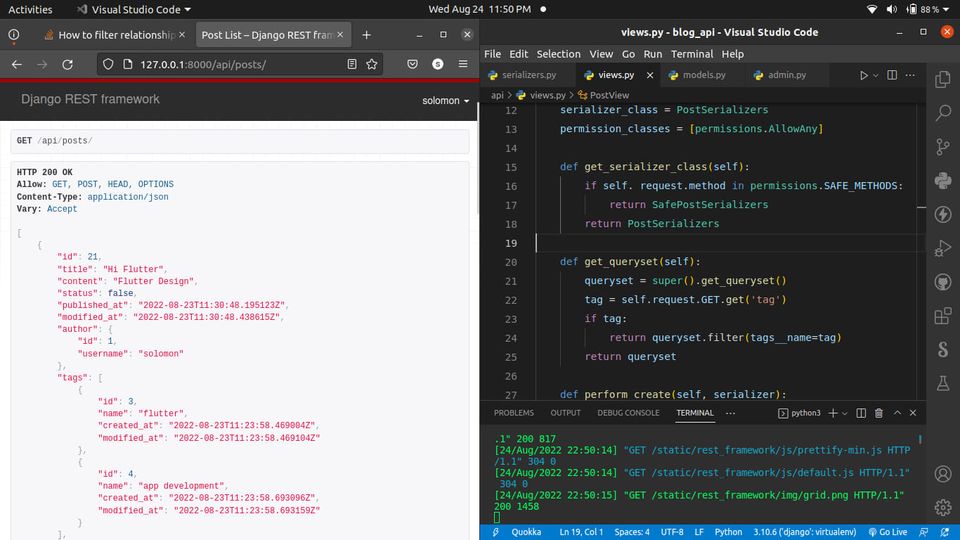 Activities Visual Studio Code Wed Aug 24 11:50 PM 88 %
How to filter relationship
Post List – Django REST fram
127.0.0.1:8000/api/posts/
Django REST framework solomon
GET /api/posts/
HTTP 200 OK
Allow: GET, POST, HEAD, OPTIONS
Content-Type: application/json
Vary: Accept
[
{
"id": 21,
"title": "Hi Flutter",
"content": "Flutter Design",
"status": false,
"published_at": "2022-08-23T11:30:48.195123Z",
"modified_at": "2022-08-23T11:30:48.438615Z",
"author": {
"id": 1,
"username": "solomon"
},
"tags": [
{
"id": 3,
"name": "flutter",
"created_at": "2022-08-23T11:23:58.469004Z",
"modified_at": "2022-08-23T11:23:58.469104Z"
},
{
"id": 4,
"name": "app development",
"created_at": "2022-08-23T11:23:58.693096Z",
"modified_at": "2022-08-23T11:23:58.693159Z"
}
],
views.py - blog_api - Visual Studio Code
File Edit Selection View Go Run Terminal Help
serializers.py views.py models.py admin.py
api > views.py > PostView
12 serializer_class = PostSerializers
13 permission_classes = [permissions.AllowAny]
14
15 def get_serializer_class(self):
16 if self. request.method in permissions.SAFE_METHODS:
17 return SafePostSerializers
18 return PostSerializers
19
20 def get_queryset(self):
21 queryset = super().get_queryset()
22 tag = self.request.GET.get('tag')
23 if tag:
24 return queryset.filter(tags__name=tag)
25 return queryset
26
27 def perform_create(self, serializer):
PROBLEMS OUTPUT DEBUG CONSOLE TERMINAL ... python3
.1" 200 817
[24/Aug/2022 22:50:14] "GET /static/rest_framework/js/prettify-min.js HTTP
/1.1" 304 0
[24/Aug/2022 22:50:14] "GET /static/rest_framework/js/default.js HTTP/1.1"
304 0
[24/Aug/2022 22:50:15] "GET /static/rest_framework/img/grid.png HTTP/1.1"
200 1458
Quokka Ln 19, Col 1 Spaces: 4 UTF-8 LF Python 3.10.6 ('django': virtualenv) Go Live